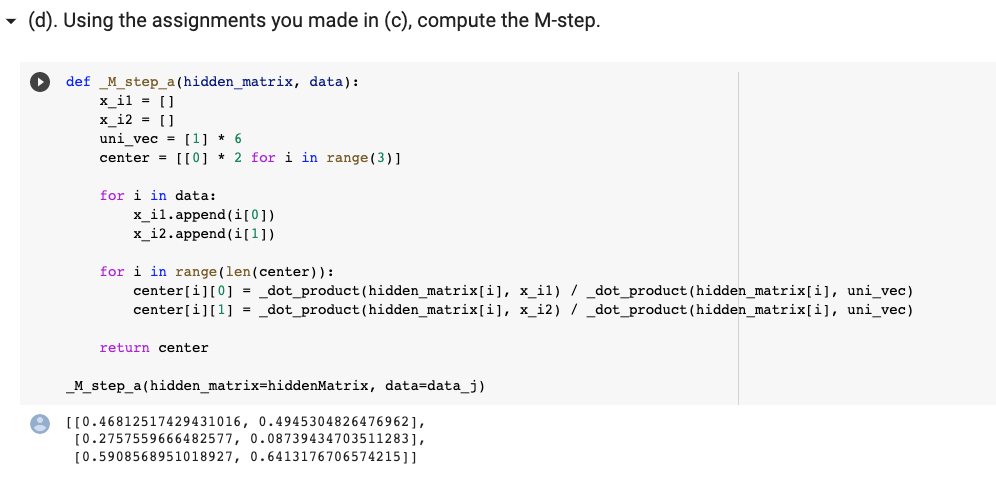 (d). Using the assignments you made in (c), compute the M-step.
def _M_step_a(hidden_matrix, data):
    x_i1 = []
    x_i2 = []
    uni_vec = [1] * 6
    center = [[0] * 2 for i in range(3)]

    for i in data:
        x_i1.append(i[0])
        x_i2.append(i[1])

    for i in range(len(center)):
        center[i][0] = _dot_product(hidden_matrix[i], x_i1) / _dot_product(hidden_matrix[i], uni_vec)
        center[i][1] = _dot_product(hidden_matrix[i], x_i2) / _dot_product(hidden_matrix[i], uni_vec)

    return center

_M_step_a(hidden_matrix=hiddenMatrix, data=data_j)
[[0.46812517429431016, 0.4945304826476962],
 [0.2757559666482577, 0.08739434703511283],
 [0.5908568951018927, 0.6413176706574215]]